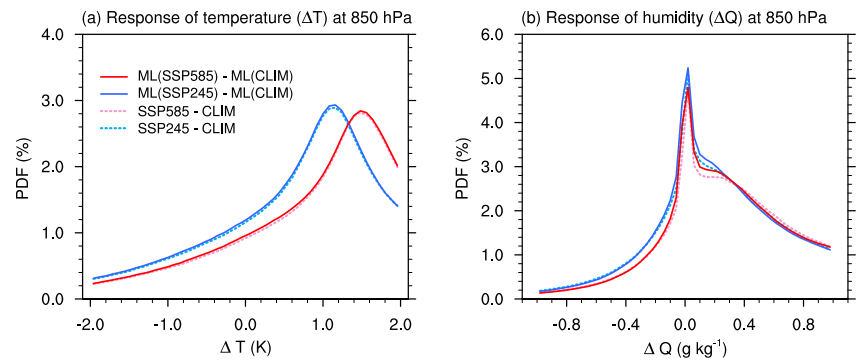 (a) Response of temperature (ΔT) at 850 hPa
4.0
3.0
2.0
1.0
0.0
PDF (%)
ML(SSP585) - ML(CLIM)
ML(SSP245) - ML(CLIM)
SSP585 - CLIM
SSP245 - CLIM
-2.0 -1.0 0.0 1.0 2.0
Δ T (K)
(b) Response of humidity (ΔQ) at 850 hPa
6.0
5.0
4.0
3.0
2.0
1.0
0.0
PDF (%)
-0.8 -0.4 0.0 0.4 0.8
Δ Q (g kg⁻¹)